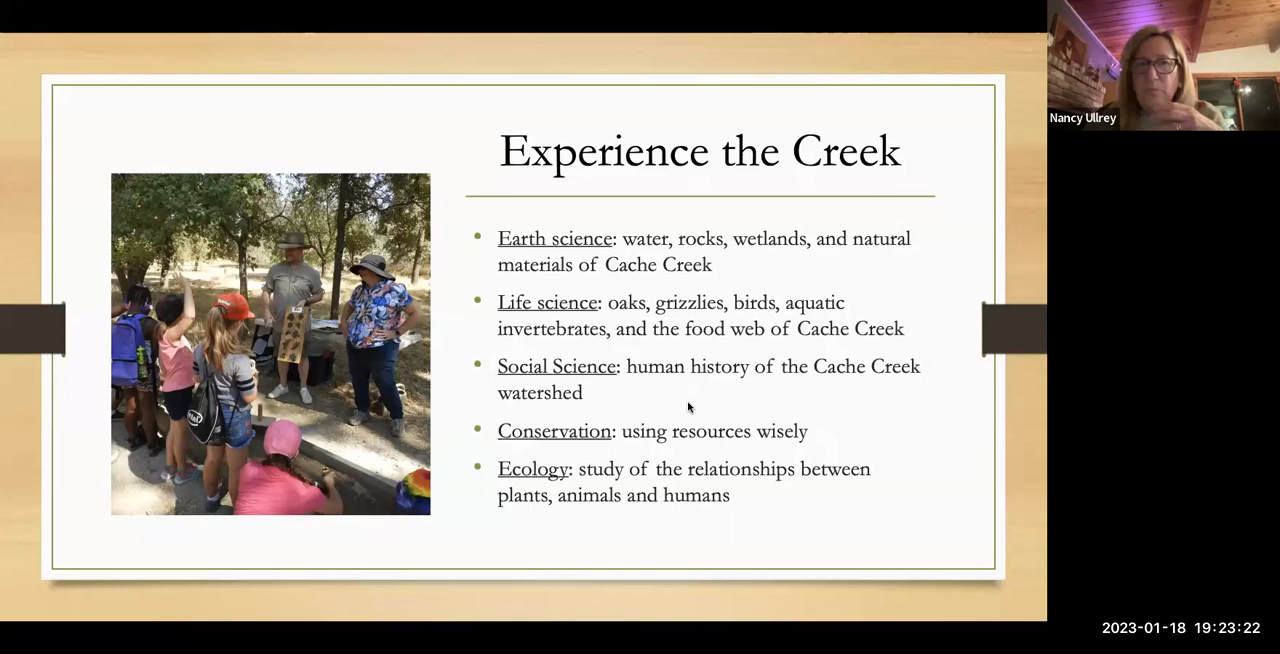 Experience the Creek
• Earth science: water, rocks, wetlands, and natural
materials of Cache Creek
• Life science: oaks, grizzlies, birds, aquatic
invertebrates, and the food web of Cache Creek
• Social Science: human history of the Cache Creek
watershed
• Conservation: using resources wisely
• Ecology: study of the relationships between
plants, animals and humans
Nancy Ullrey
2023-01-18 19:23:22